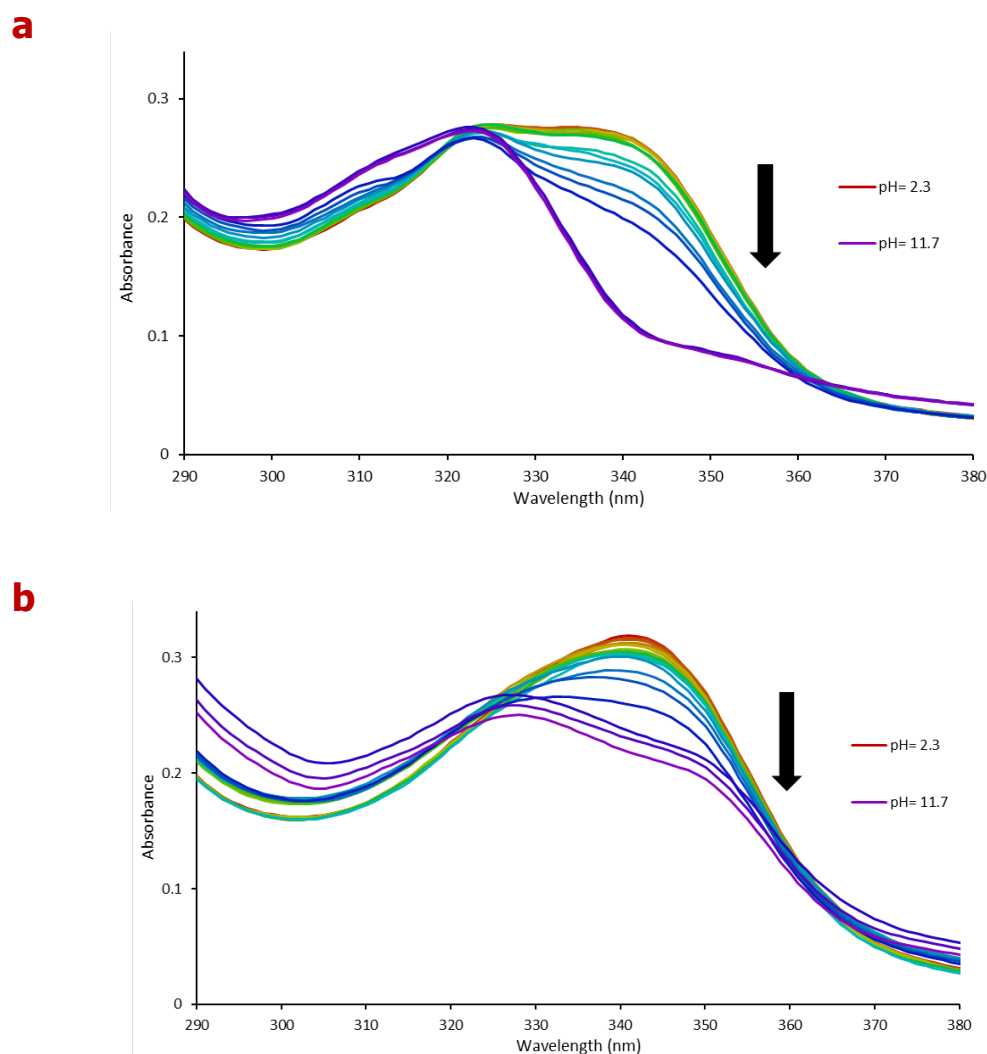 a
0.3
0.2
0.1
0
Absorbance
290 300 310 320 330 340 350 360 370 380
Wavelength (nm)
pH= 2.3
pH= 11.7
b
0.3
0.2
0.1
0
Absorbance
290 300 310 320 330 340 350 360 370 380
Wavelength (nm)
pH= 2.3
pH= 11.7